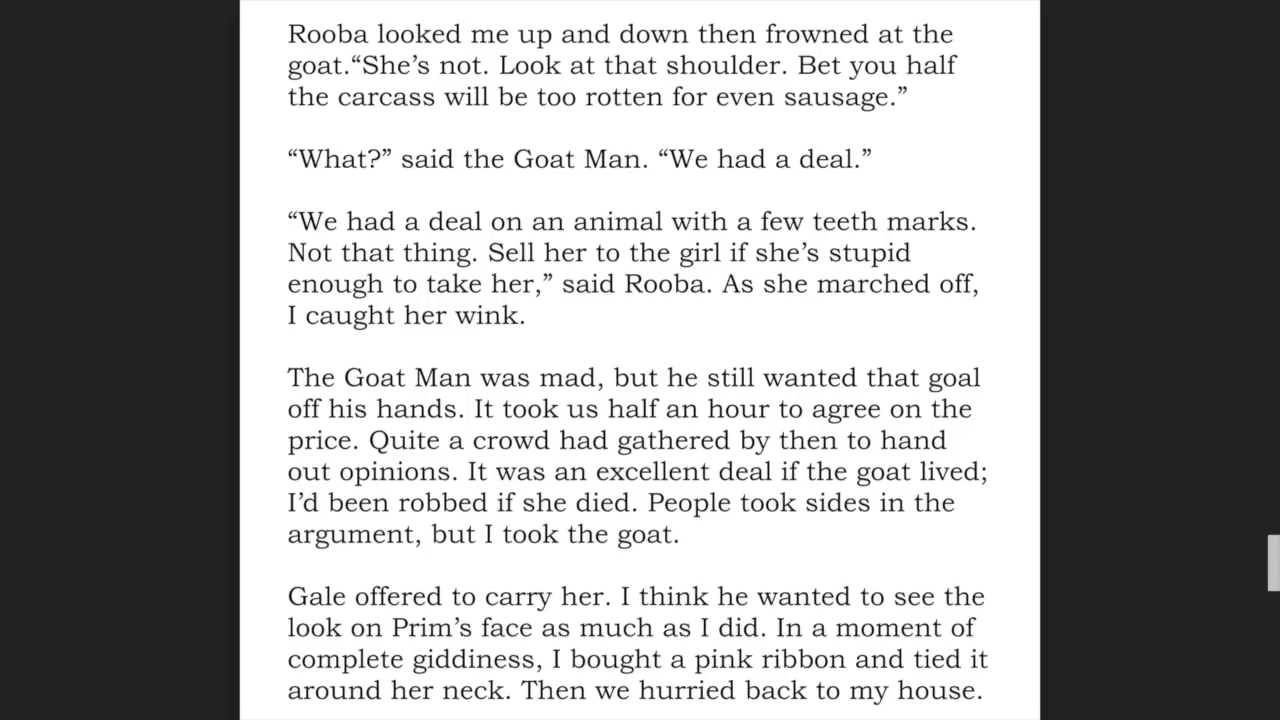 Rooba looked me up and down then frowned at the
goat.“She’s not. Look at that shoulder. Bet you half
the carcass will be too rotten for even sausage.”
“What?” said the Goat Man. “We had a deal.”
“We had a deal on an animal with a few teeth marks.
Not that thing. Sell her to the girl if she’s stupid
enough to take her,” said Rooba. As she marched off,
I caught her wink.
The Goat Man was mad, but he still wanted that goal
off his hands. It took us half an hour to agree on the
price. Quite a crowd had gathered by then to hand
out opinions. It was an excellent deal if the goat lived;
I’d been robbed if she died. People took sides in the
argument, but I took the goat.
Gale offered to carry her. I think he wanted to see the
look on Prim’s face as much as I did. In a moment of
complete giddiness, I bought a pink ribbon and tied it
around her neck. Then we hurried back to my house.